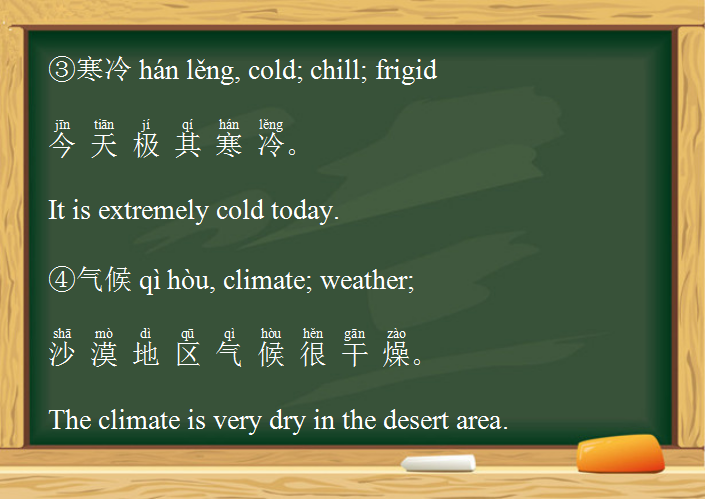 ③寒冷 hán lěng, cold; chill; frigid
jīn tiān jí qí hán lěng
今天极其寒冷。
It is extremely cold today.
④气候 qì hòu, climate; weather;
shā mò dì qū qì hòu hěn gān zào
沙漠地区气候很干燥。
The climate is very dry in the desert area.